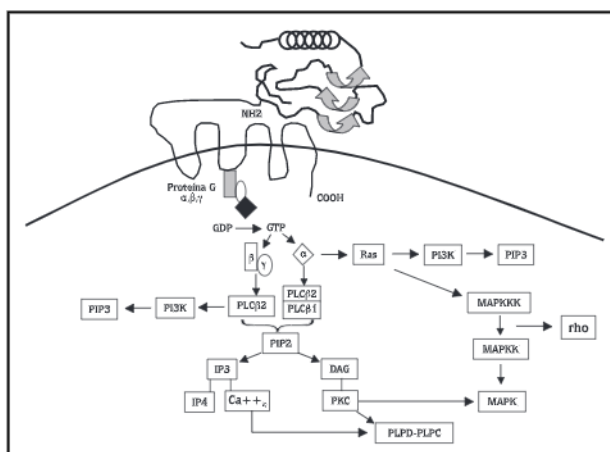 NH2
Proteina G
α,β,γ
COOH
GDP
GTP
β
γ
α
Ras
Pi3K
PIP3
PIP3
Pi3K
PLCβ2
PLCβ2
PLCβ1
MAPKKK
rho
PIP2
MAPKK
IP3
DAG
IP4
Ca++
PKC
MAPK
PLPD-PLPC